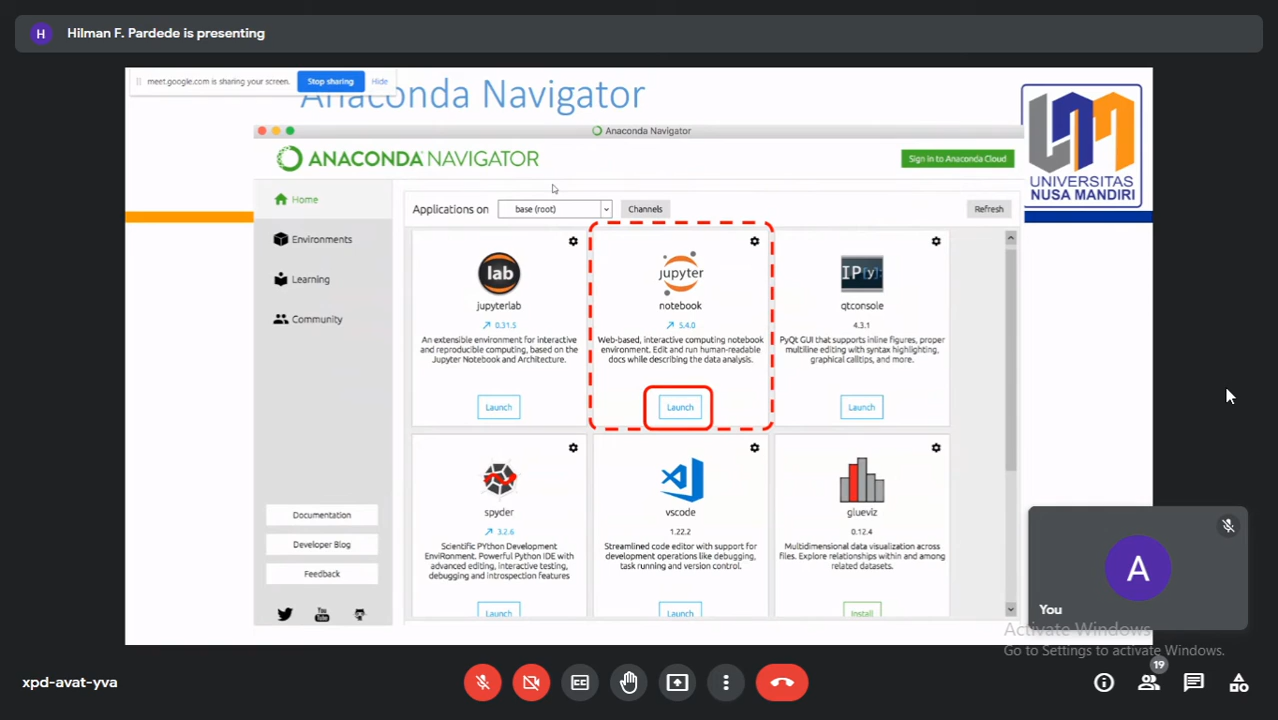 H
Hilman F. Pardede is presenting
meet.google.com is sharing your screen.
Stop sharing
Hide
Anaconda Navigator
Anaconda Navigator
ANACONDA NAVIGATOR
Sign in to Anaconda Cloud
UNIVERSITAS
NUSA MANDIRI
Home
Environments
Learning
Community
Applications on
base (root)
Channels
Refresh
lab
jupyterlab
0.31.5
An extensible environment for interactive
and reproducible computing, based on the
Jupyter Notebook and Architecture.
Launch
jupyter
notebook
5.4.0
Web-based, interactive computing notebook
environment. Edit and run human-readable
docs while describing the data analysis.
Launch
IP[y]:
qtconsole
4.3.1
PyQt GUI that supports inline figures, proper
multiline editing with syntax highlighting,
graphical calltips, and more.
Launch
spyder
3.2.6
Scientific PYthon Development
EnviRonment. Powerful Python IDE with
advanced editing, interactive testing,
debugging and introspection features
Launch
vscode
1.22.2
Streamlined code editor with support for
development operations like debugging,
task running and version control.
Launch
glueviz
0.12.4
Multidimensional data visualization across
files. Explore relationships within and among
related datasets.
Install
Documentation
Developer Blog
Feedback
You
Tube
A
You
Activate Windows
Go to Settings to activate Windows.
xpd-avat-yva
CC
19